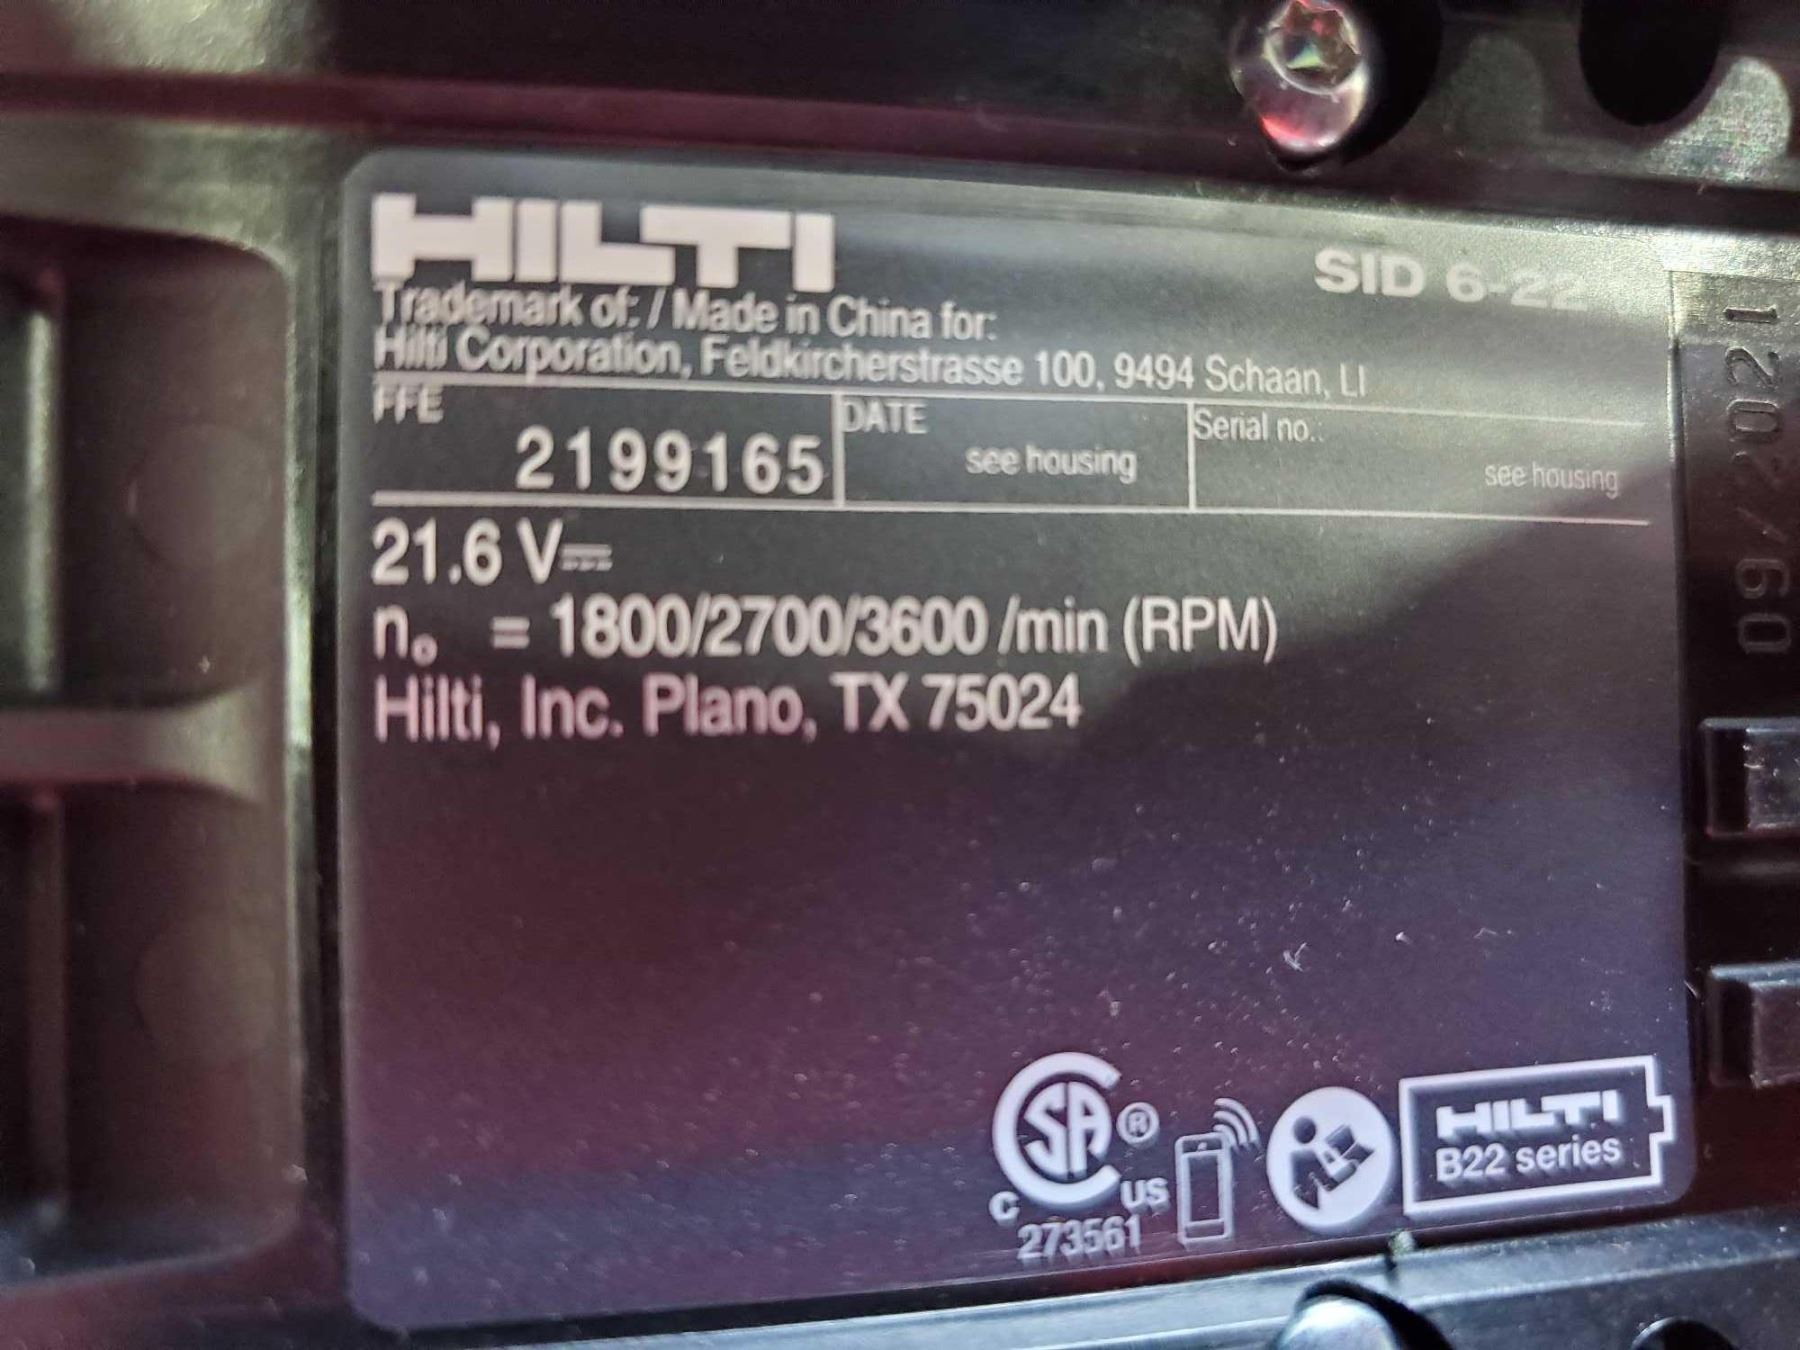 HILTI
SID 6-22
Trademark of: / Made in China for:
Hilti Corporation, Feldkircherstrasse 100, 9494 Schaan, LI
FFE
2199165
DATE
see housing
Serial no.:
see housing
21.6 V
n₀ = 1800/2700/3600 /min (RPM)
Hilti, Inc. Plano, TX 75024
09/2021
SA ®
C US
273561
HILTI
B22 series